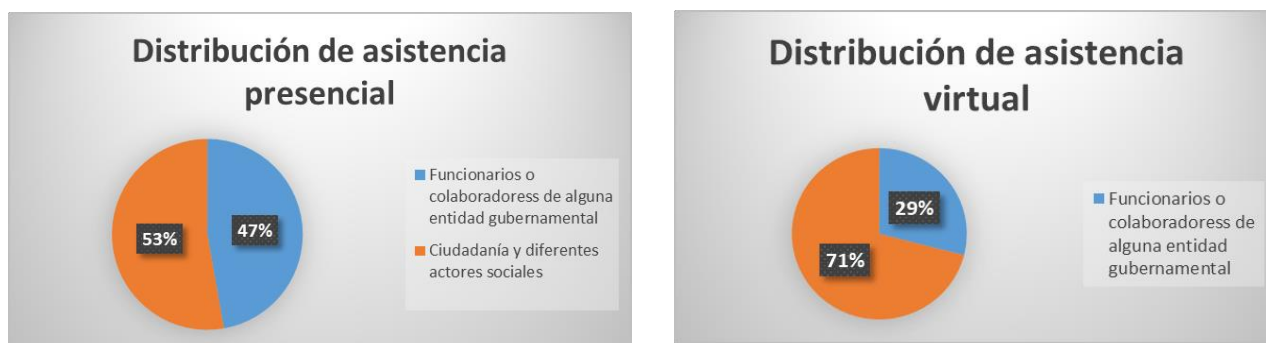 Distribución de asistencia
presencial
53%
47%
Funcionarios o
colaboradoress de alguna
entidad gubernamental
Ciudadanía y diferentes
actores sociales
Distribución de asistencia
virtual
29%
71%
Funcionarios o
colaboradoress de
alguna entidad
gubernamental